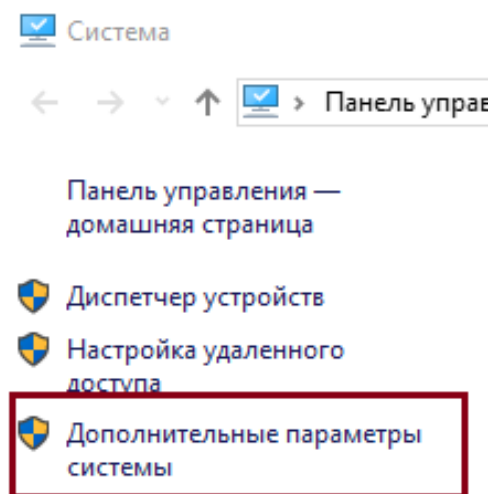 Система
Панель управ
Панель управления —
домашняя страница
Диспетчер устройств
Настройка удаленного
доступа
Дополнительные параметры
системы